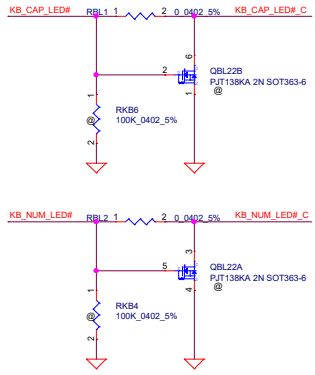 KB_CAP_LED# RBL1 1 2 0_0402_5% KB_CAP_LED#_C
6
2 QBL22B
PJT138KA 2N SOT363-6
1 @
1
RKB6
@ 100K_0402_5%
2
KB_NUM_LED# RBL2 1 2 0_0402_5% KB_NUM_LED#_C
3
5 QBL22A
PJT138KA 2N SOT363-6
4 @
1
RKB4
@ 100K_0402_5%
2